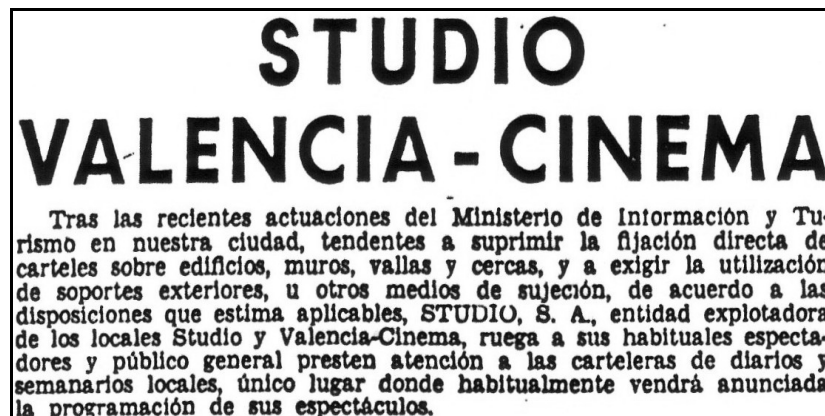 STUDIO
VALENCIA-CINEMA
Tras las recientes actuaciones del Ministerio de Información y Tu-
rismo en nuestra ciudad, tendentes a suprimir la fijación directa de
carteles sobre edificios, muros, vallas y cercas, y a exigir la utilización
de soportes exteriores, u otros medios de sujeción, de acuerdo a las
disposiciones que estima aplicables, STUDIO, S. A., entidad explotadora
de los locales Studio y Valencia-Cinema, ruega a sus habituales especta-
dores y público general presten atención a las carteleras de diarios y
semanarios locales, único lugar donde habitualmente vendrá anunciada
la programación de sus espectáculos.